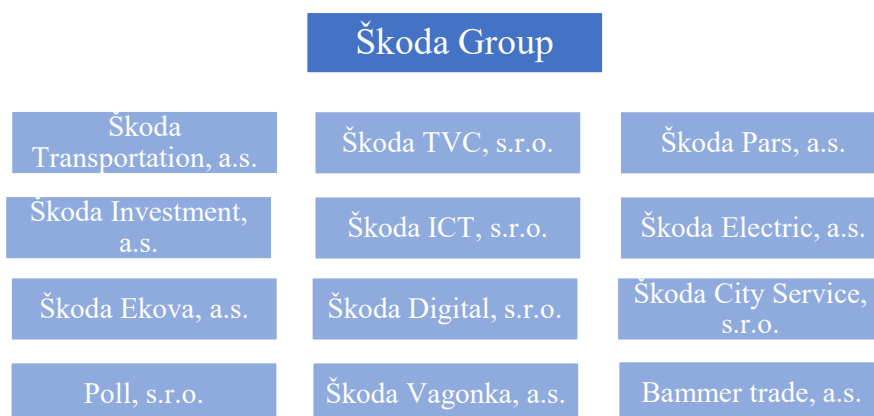 Škoda Group
Škoda
Transportation, a.s.
Škoda TVC, s.r.o.
Škoda Pars, a.s.
Škoda Investment,
a.s.
Škoda ICT, s.r.o.
Škoda Electric, a.s.
Škoda Ekova, a.s.
Škoda Digital, s.r.o.
Škoda City Service,
s.r.o.
Poll, s.r.o.
Škoda Vagonka, a.s.
Bammer trade, a.s.